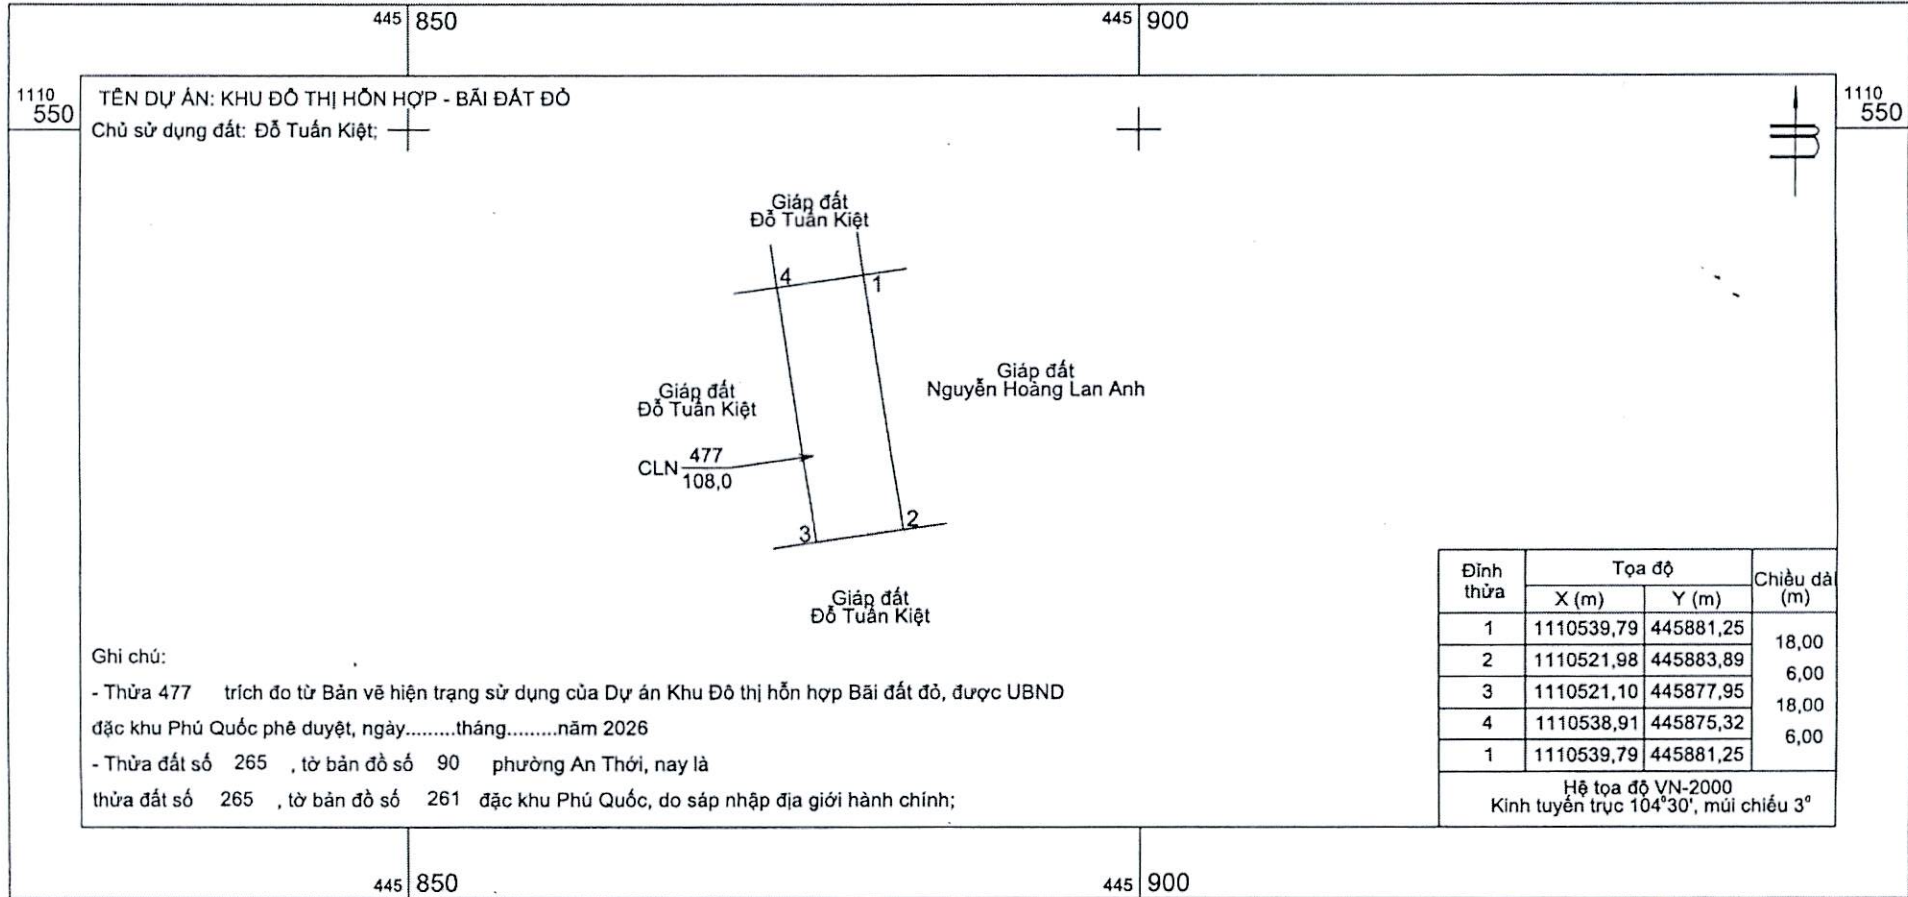 445 850
445 900
1110
550
1110
550
TÊN DỰ ÁN: KHU ĐÔ THỊ HỖN HỢP - BÃI ĐẤT ĐỎ
Chủ sử dụng đất: Đỗ Tuấn Kiệt;
Giáp đất
Đỗ Tuấn Kiệt
4
1
Giáp đất
Nguyễn Hoàng Lan Anh
Giáp đất
Đỗ Tuấn Kiệt
CLN 477
108,0
2
3
Giáp đất
Đỗ Tuấn Kiệt
Đỉnh thửa Tọa độ Chiều dài (m)
X (m) Y (m)
1 1110539,79 445881,25
18,00
2 1110521,98 445883,89
6,00
3 1110521,10 445877,95
18,00
4 1110538,91 445875,32
6,00
1 1110539,79 445881,25
Hệ tọa độ VN-2000
Kinh tuyến trục 104°30', múi chiếu 3°
Ghi chú:
- Thửa 477 trích đo từ Bản vẽ hiện trạng sử dụng của Dự án Khu Đô thị hỗn hợp Bãi đất đỏ, được UBND
đặc khu Phú Quốc phê duyệt, ngày.........tháng.........năm 2026
- Thửa đất số 265 , tờ bản đồ số 90 phường An Thới, nay là
thửa đất số 265 , tờ bản đồ số 261 đặc khu Phú Quốc, do sáp nhập địa giới hành chính;
445 850
445 900